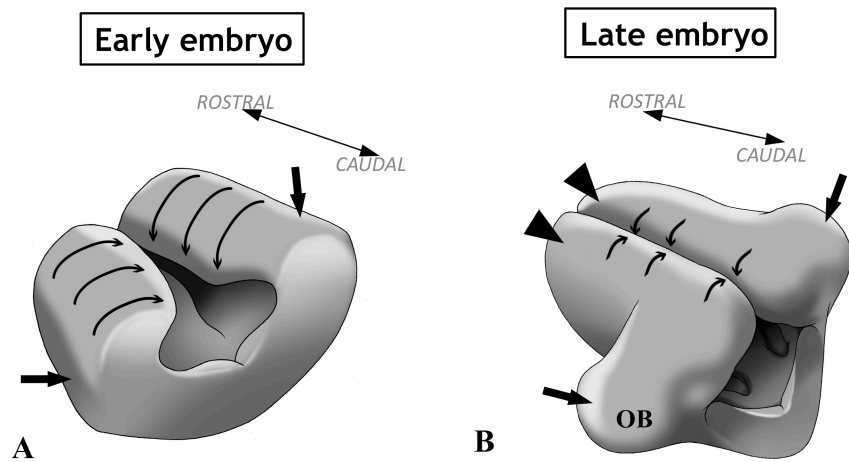 Early embryo
Late embryo
ROSTRAL
CAUDAL
ROSTRAL
CAUDAL
A
B
OB